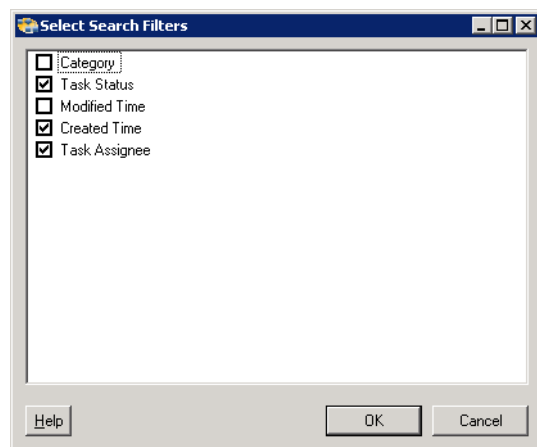 Select Search Filters
Category
Task Status
Modified Time
Created Time
Task Assignee
Help
OK
Cancel